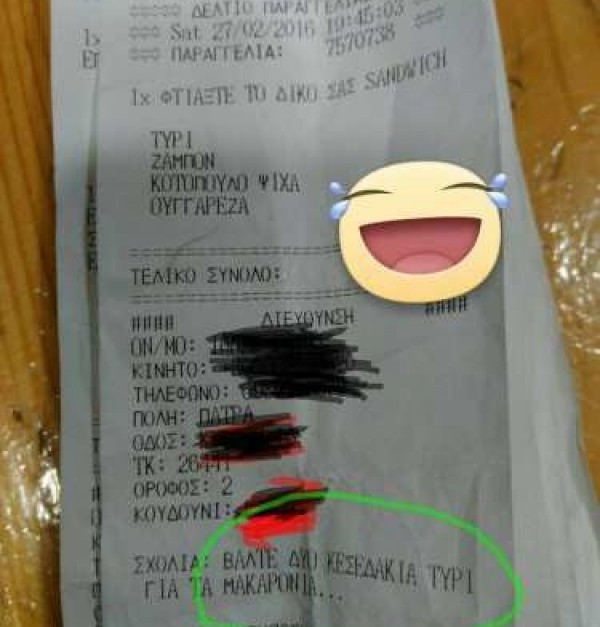 ΔΕΛΤΙΟ ΠΑΡΑΓΓΕΛΙΑΣ
Sat 27/02/2016 19:45:03
ΠΑΡΑΓΓΕΛΙΑ: 7570738
1x ΦΤΙΑΞΤΕ ΤΟ ΔΙΚΟ ΣΑΣ SANDWICH
ΤΥΡΙ
ΖΑΜΠΟΝ
ΚΟΤΟΠΟΥΛΟ ΨΙΧΑ
ΟΥΓΓΑΡΕΖΑ
ΤΕΛΙΚΟ ΣΥΝΟΛΟ:
#### ΔΙΕΥΘΥΝΣΗ ####
ΟΝ/ΜΟ:
ΚΙΝΗΤΟ:
ΤΗΛΕΦΩΝΟ:
ΠΟΛΗ: ΠΑΤΡΑ
ΟΔΟΣ:
ΤΚ: 26441
ΟΡΟΦΟΣ: 2
ΚΟΥΔΟΥΝΙ:
ΣΧΟΛΙΑ: ΒΑΛΤΕ ΔΥΟ ΚΕΣΕΔΑΚΙΑ ΤΥΡΙ
ΓΙΑ ΤΑ ΜΑΚΑΡΟΝΙΑ...